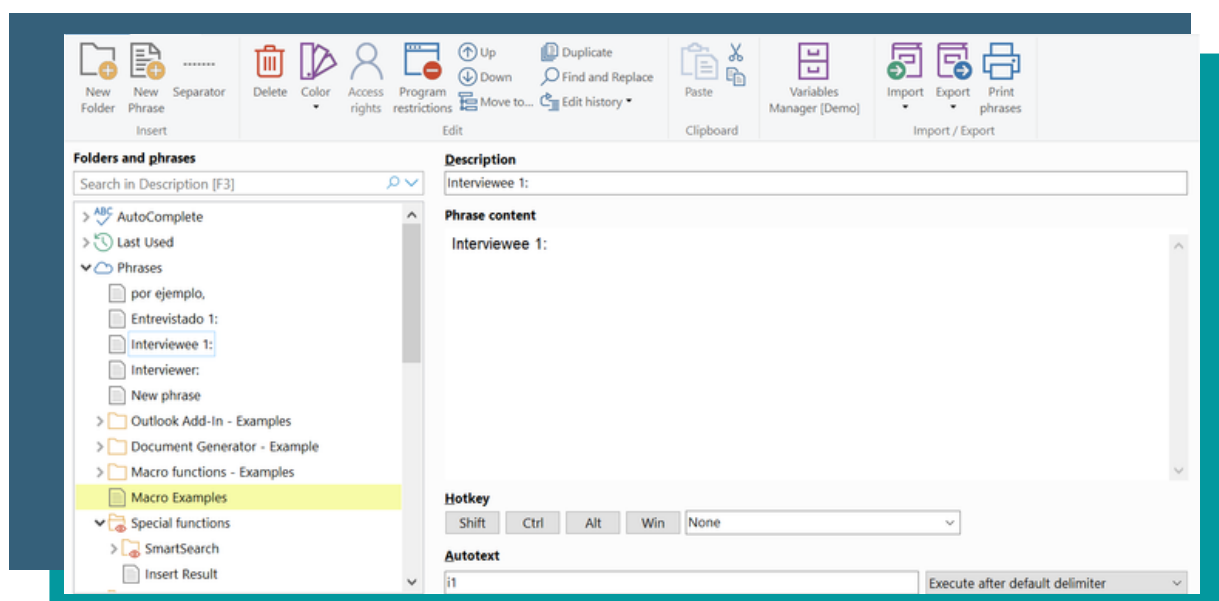 New Folder
New Phrase
Separator
Insert
Delete
Color
Access rights
Program restrictions
Up
Down
Move to...
Duplicate
Find and Replace
Edit history
Edit
Paste
Clipboard
Variables Manager [Demo]
Import
Export
Print phrases
Import / Export
Folders and phrases
Search in Description [F3]
ABC AutoComplete
Last Used
Phrases
por ejemplo,
Entrevistado 1:
Interviewee 1:
Interviewer:
New phrase
Outlook Add-In - Examples
Document Generator - Example
Macro functions - Examples
Macro Examples
Special functions
SmartSearch
Insert Result
Description
Interviewee 1:
Phrase content
Interviewee 1:
Hotkey
Shift Ctrl Alt Win None
Autotext
i1 Execute after default delimiter